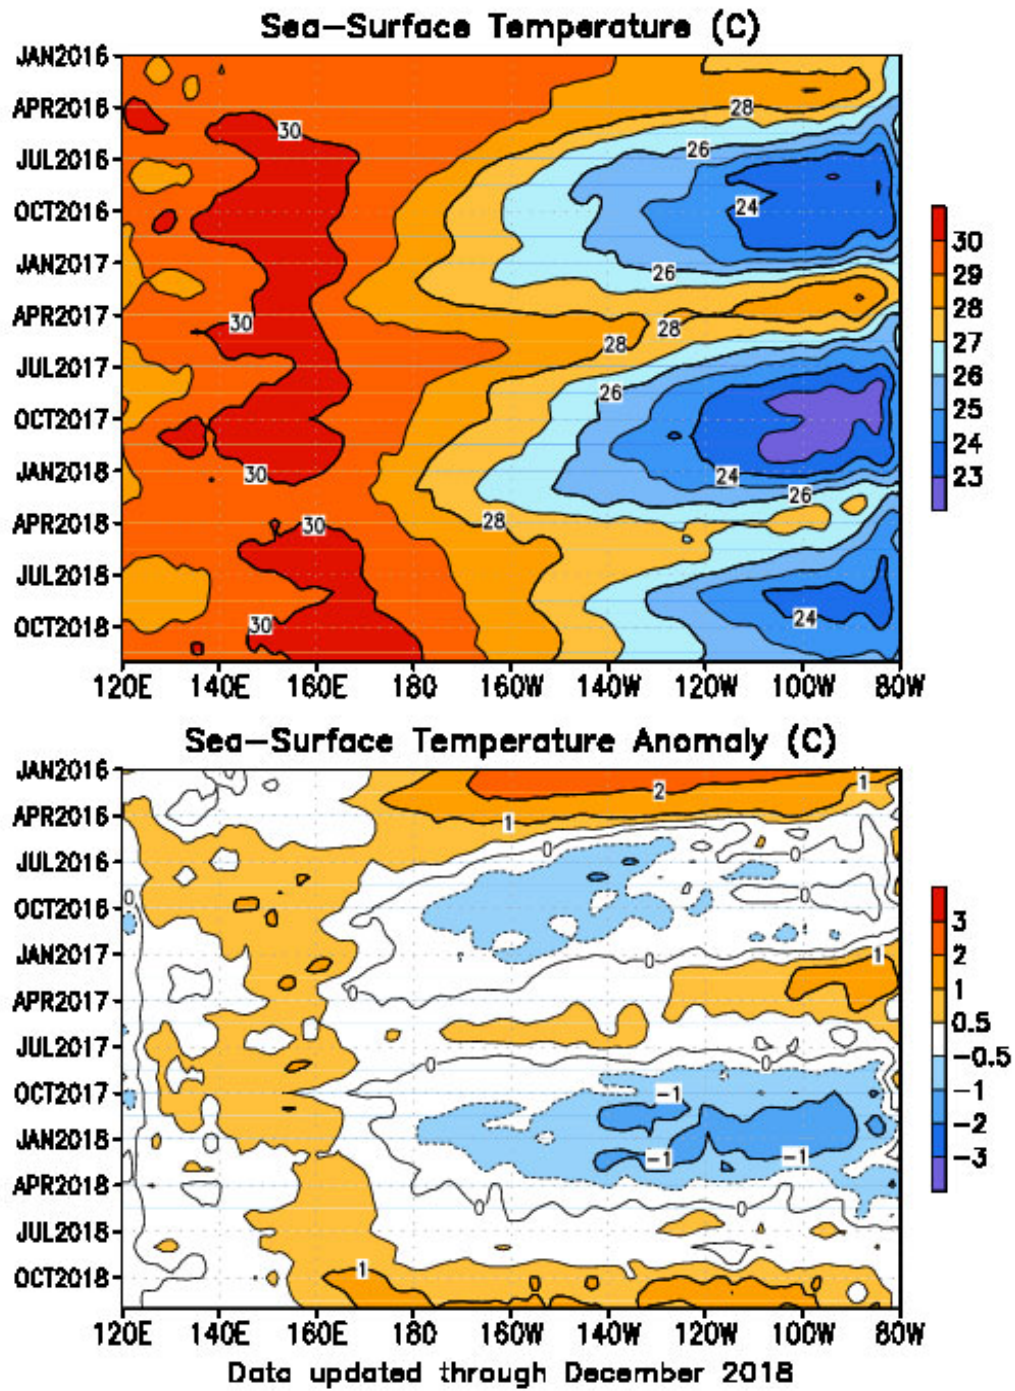 Sea-Surface Temperature (C)
JAN2016
APR2016
JUL2016
OCT2016
JAN2017
APR2017
JUL2017
OCT2017
JAN2018
APR2018
JUL2018
OCT2018
30
28
26
24
26
30
28
28
26
30
24
26
30
28
30
24
30
29
28
27
26
25
24
23
120E 140E 160E 180 160W 140W 120W 100W 80W
Sea-Surface Temperature Anomaly (C)
JAN2016
APR2016
JUL2016
OCT2016
JAN2017
APR2017
JUL2017
OCT2017
JAN2018
APR2018
JUL2018
OCT2018
1
2
1
0
0
0
0
1
0
0
0
0
-1
-1
-1
0
0
1
3
2
1
0.5
-0.5
-1
-2
-3
120E 140E 160E 180 160W 140W 120W 100W 80W
Data updated through December 2018